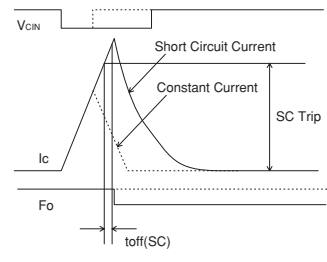 VCIN
Short Circuit Current
Constant Current
SC Trip
Ic
Fo
toff(SC)